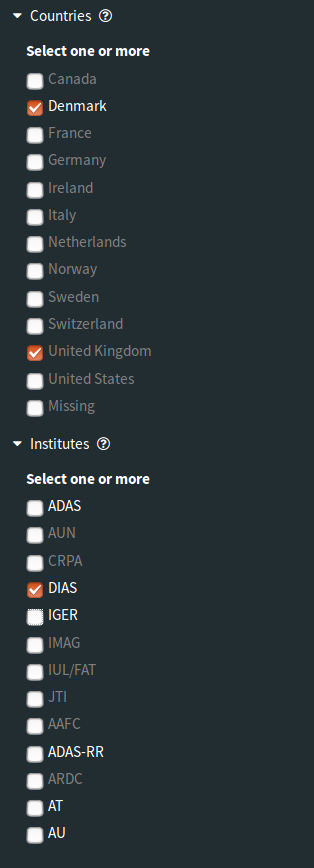 Countries ?
Select one or more
Canada
Denmark
France
Germany
Ireland
Italy
Netherlands
Norway
Sweden
Switzerland
United Kingdom
United States
Missing
Institutes ?
Select one or more
ADAS
AUN
CRPA
DIAS
IGER
IMAG
IUL/FAT
JTI
AAFC
ADAS-RR
ARDC
AT
AU